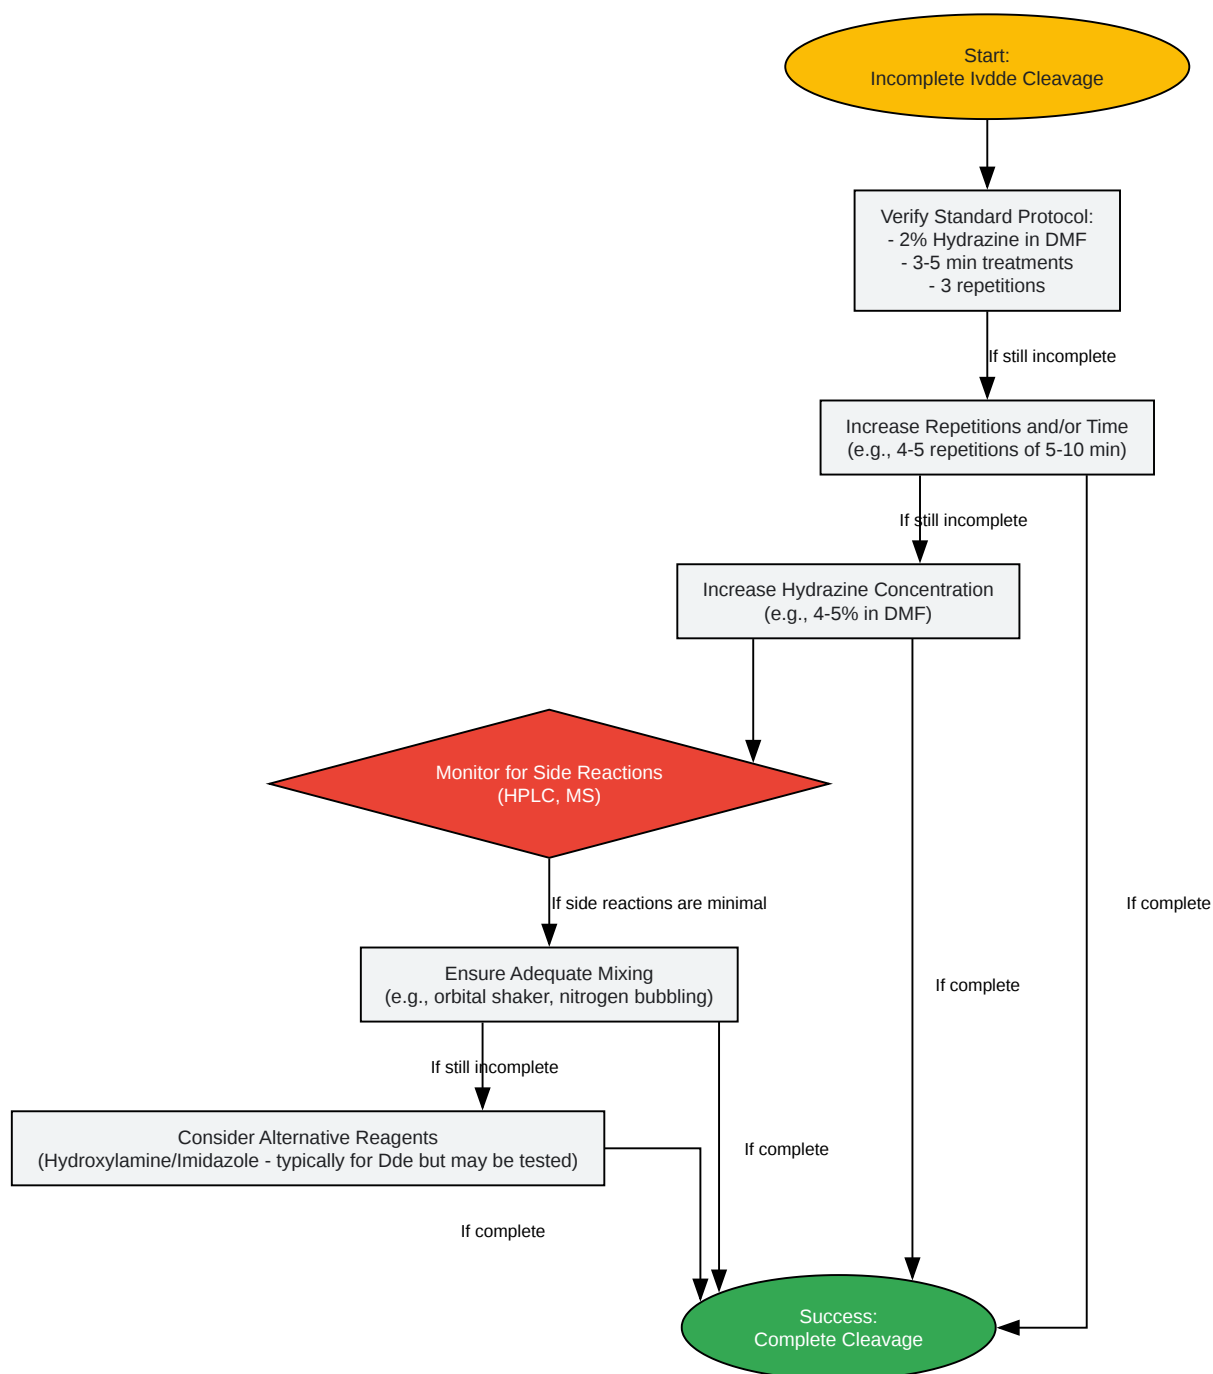 Start:
Incomplete Ivdde Cleavage
Verify Standard Protocol:
- 2% Hydrazine in DMF
- 3-5 min treatments
- 3 repetitions
If still incomplete
Increase Repetitions and/or Time
(e.g., 4-5 repetitions of 5-10 min)
If still incomplete
Increase Hydrazine Concentration
(e.g., 4-5% in DMF)
Monitor for Side Reactions
(HPLC, MS)
If side reactions are minimal
If complete
Ensure Adequate Mixing
(e.g., orbital shaker, nitrogen bubbling)
If complete
If still incomplete
Consider Alternative Reagents
(Hydroxylamine/Imidazole - typically for Dde but may be tested)
If complete
If complete
Success:
Complete Cleavage